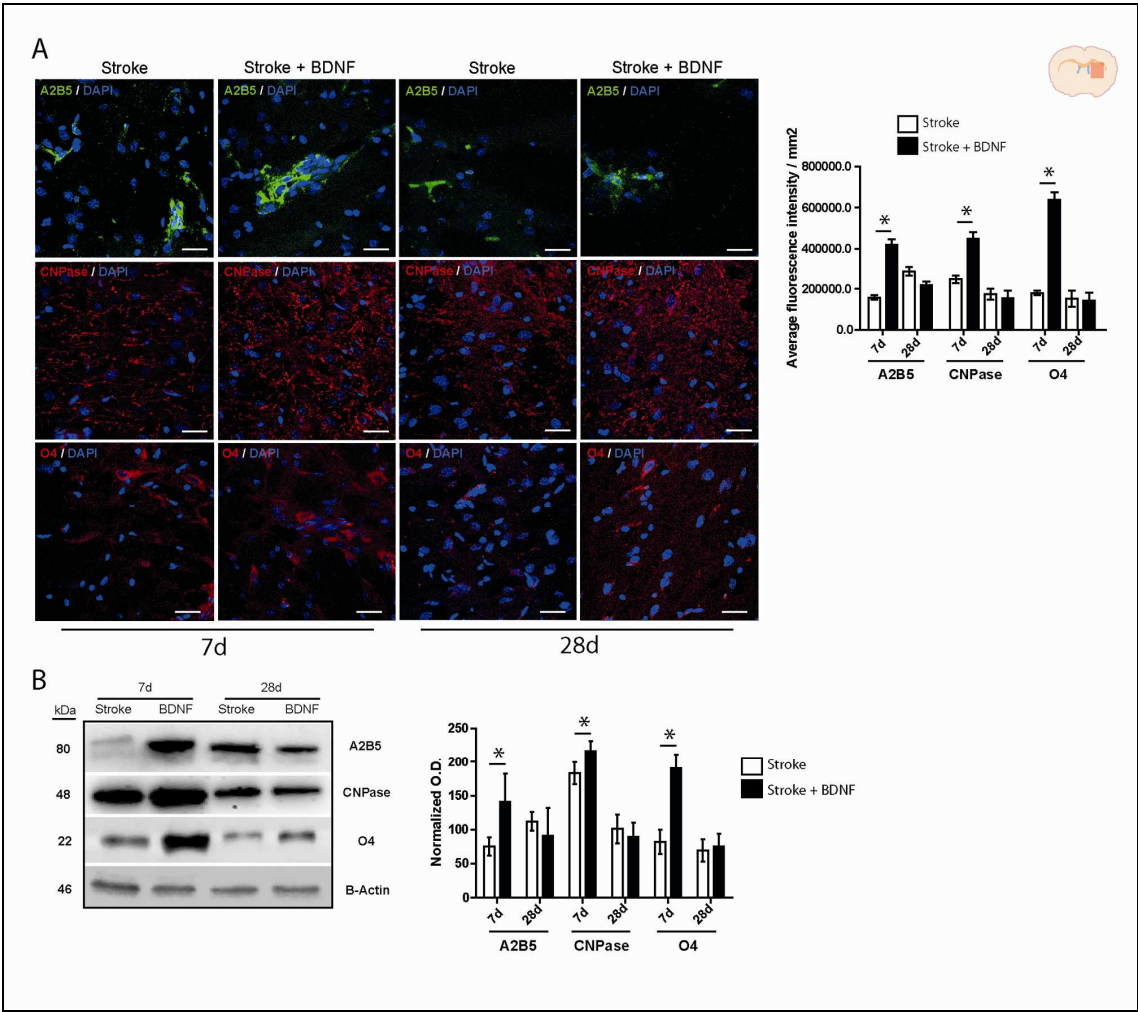 A
Stroke
Stroke + BDNF
Stroke
Stroke + BDNF
A2B5 / DAPI
A2B5 / DAPI
A2B5 / DAPI
A2B5 / DAPI
CNPase / DAPI
CNPase / DAPI
CNPase / DAPI
CNPase / DAPI
O4 / DAPI
O4 / DAPI
O4 / DAPI
O4 / DAPI
7d
28d
Stroke
Stroke + BDNF
Average fluorescence intensity / mm2
800000.0
600000.0
400000.0
200000.0
0.0
*
*
*
7d
28d
7d
28d
7d
28d
A2B5
CNPase
O4
B
7d
28d
kDa
Stroke
BDNF
Stroke
BDNF
80
A2B5
48
CNPase
22
O4
46
B-Actin
Normalized O.D.
250
200
150
100
50
0
*
*
*
7d
28d
7d
28d
7d
28d
A2B5
CNPase
O4
Stroke
Stroke + BDNF